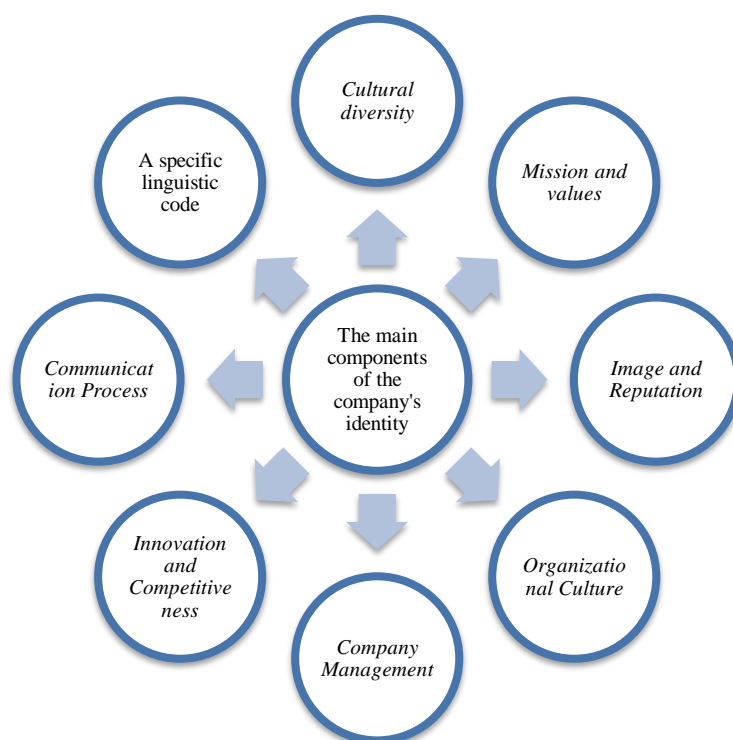 Cultural
diversity
A specific
linguistic
code
Mission and
values
Communicat
ion Process
The main
components
of the
company's
identity
Image and
Reputation
Innovation
and
Competitive
ness
Organizatio
nal Culture
Company
Management